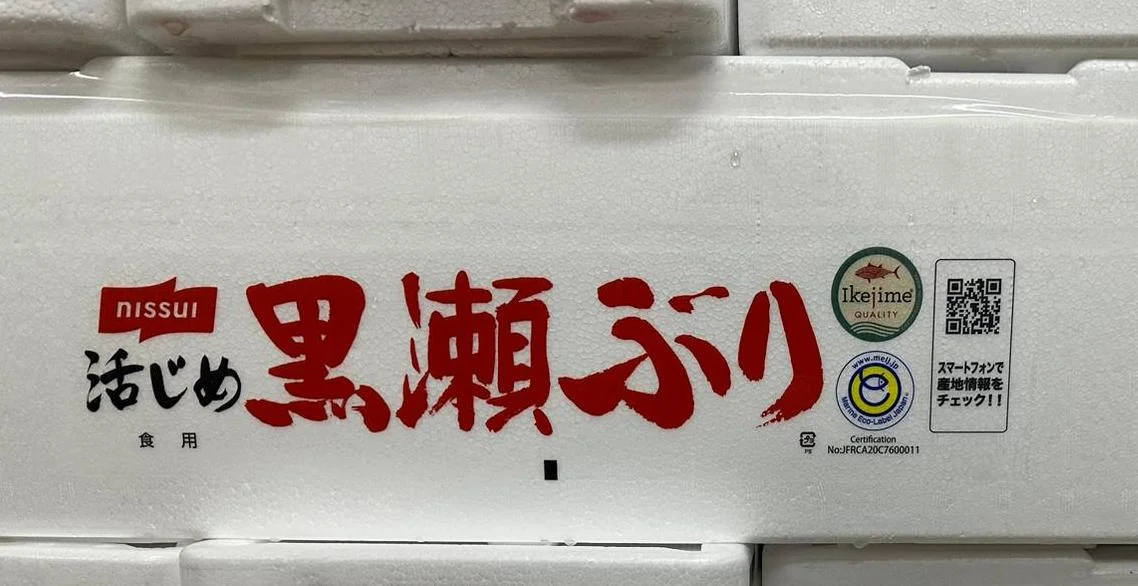 nissui
活じめ
食用
黒瀬ぶり
Ikejime
QUALITY
www.melj.jp
Marine Eco-Label Japan
Certification
No:JFRCA20C7600011
PS
スマートフォンで
産地情報を
チェック!!